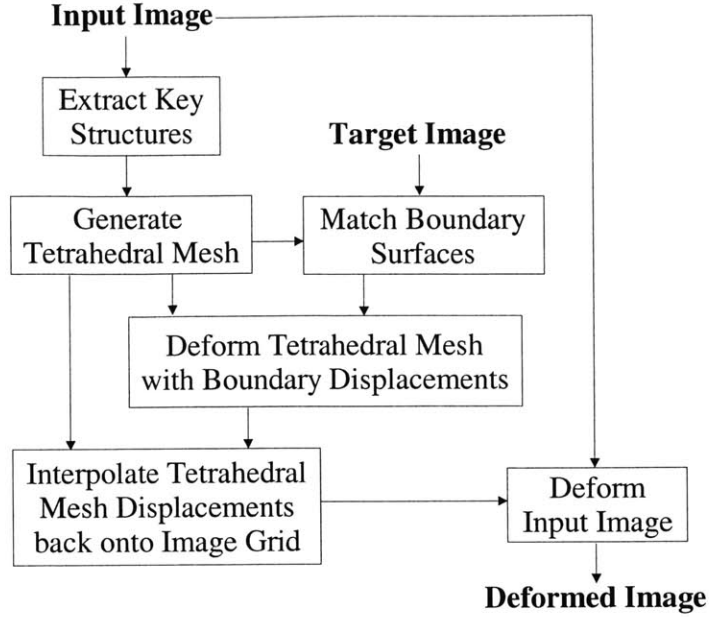 Input Image
Extract Key
Structures
Target Image
Generate
Tetrahedral Mesh
Match Boundary
Surfaces
Deform Tetrahedral Mesh
with Boundary Displacements
Interpolate Tetrahedral
Mesh Displacements
back onto Image Grid
Deform
Input Image
Deformed Image